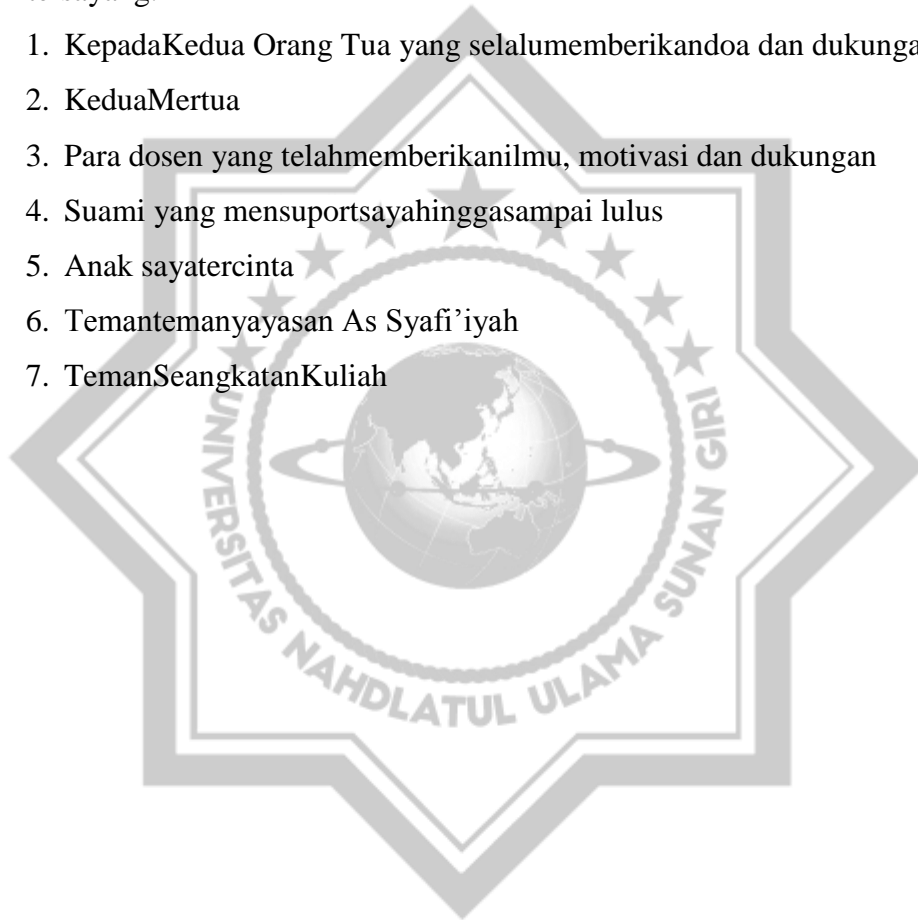 1. KepadaKedua Orang Tua yang selalumemberikandoa dan
2. KeduaMertua
3. Para dosen yang telahmemberikanilmu, motivasi dan dukungan
4. Suami yang mensuportsayahinggasampai lulus
5. Anak sayatercinta
6. Temantemanyayasan As Syafi’iyah
7. TemanSeangkatanKuliah
UNIVERSITAS NAHDLATUL ULAMA SUNAN GIRI